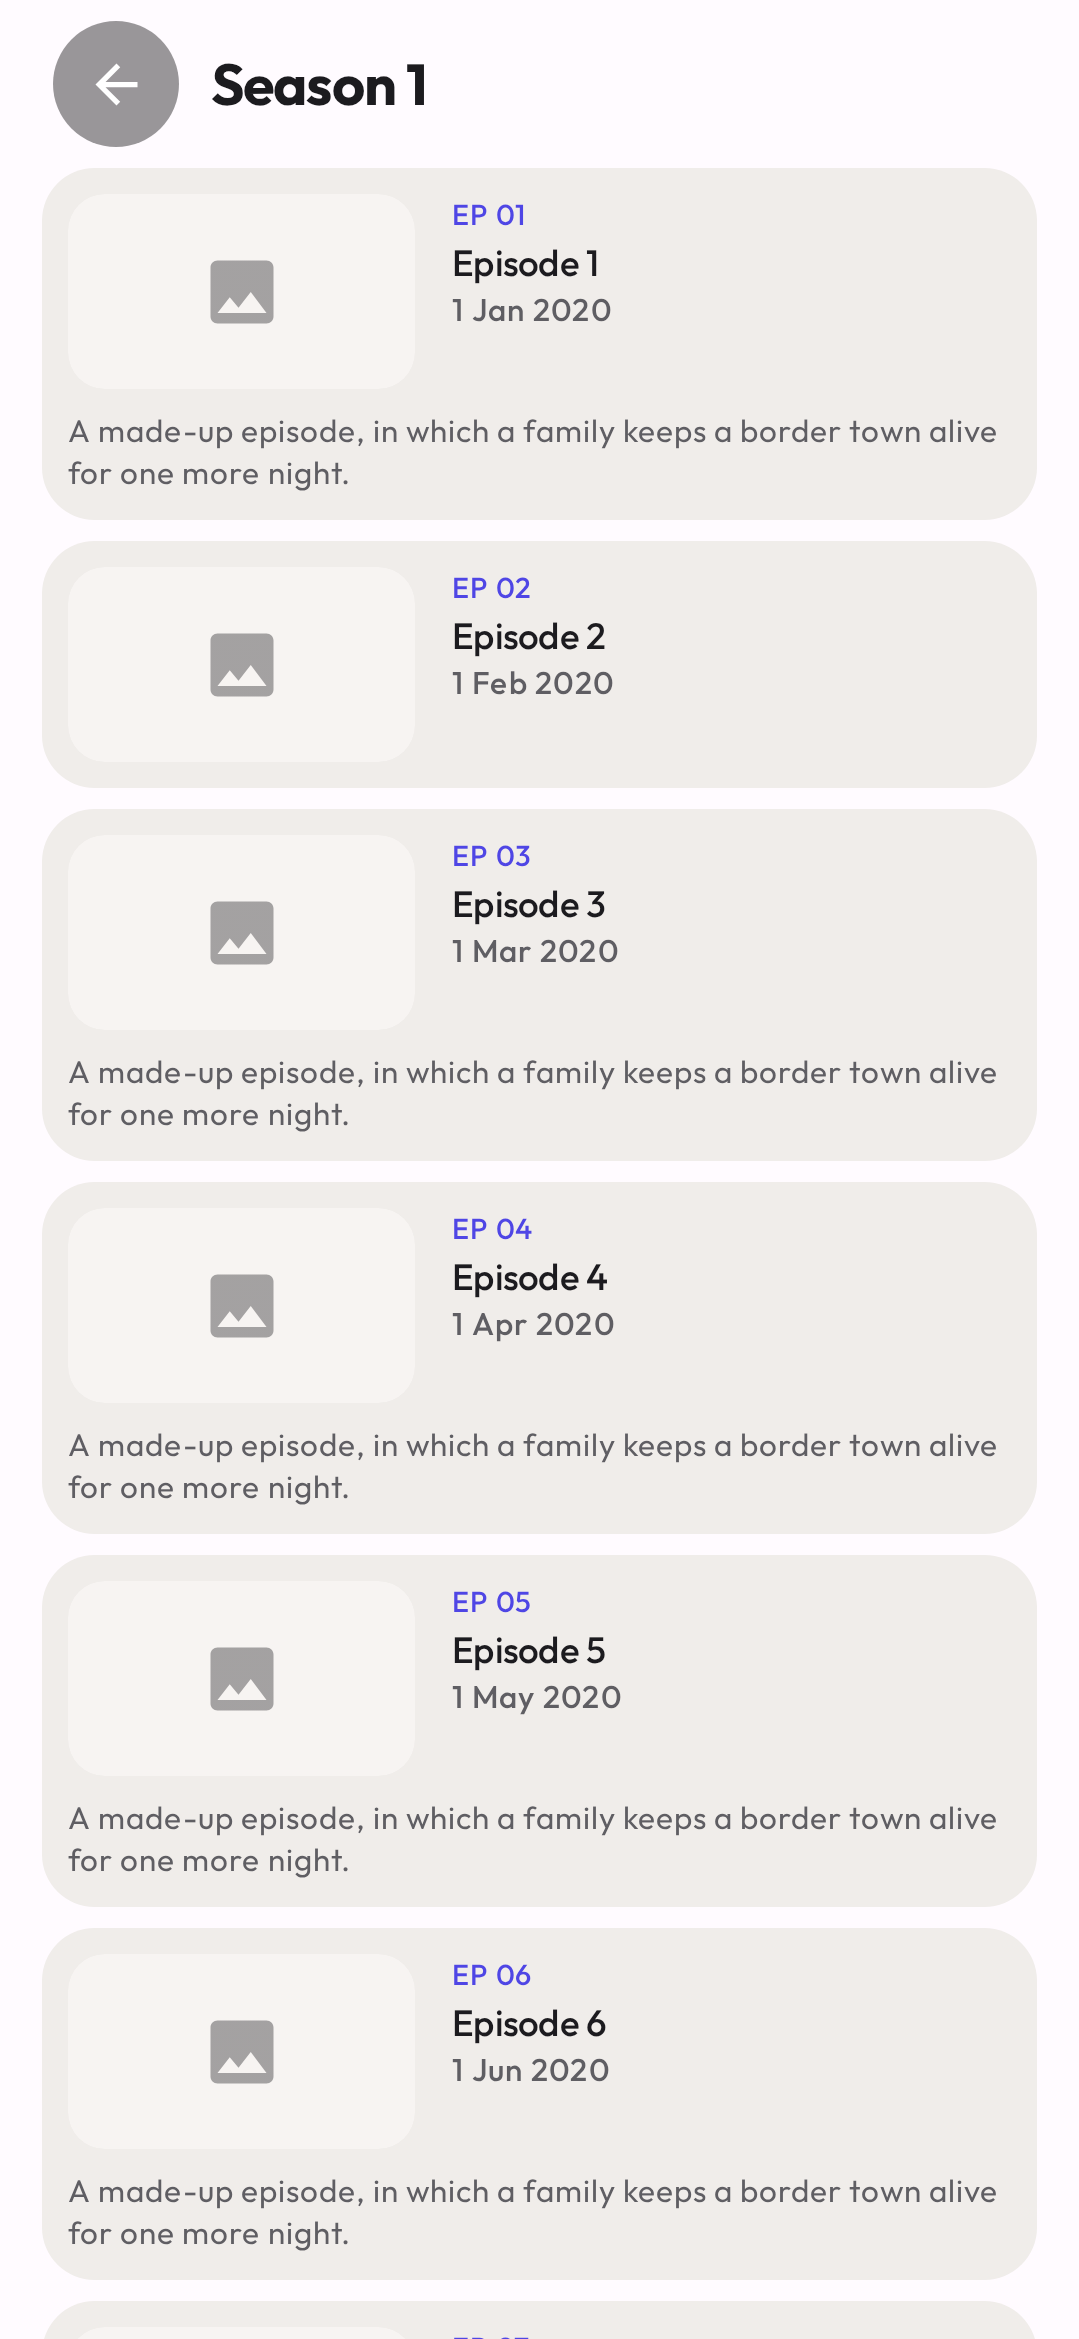 Season 1
EP 01
Episode 1
1 Jan 2020
A made-up episode, in which a family keeps a border town alive
for one more night.
EP 02
Episode 2
1 Feb 2020
EP 03
Episode 3
1 Mar 2020
A made-up episode, in which a family keeps a border town alive
for one more night.
EP 04
Episode 4
1 Apr 2020
A made-up episode, in which a family keeps a border town alive
for one more night.
EP 05
Episode 5
1 May 2020
A made-up episode, in which a family keeps a border town alive
for one more night.
EP 06
Episode 6
1 Jun 2020
A made-up episode, in which a family keeps a border town alive
for one more night.